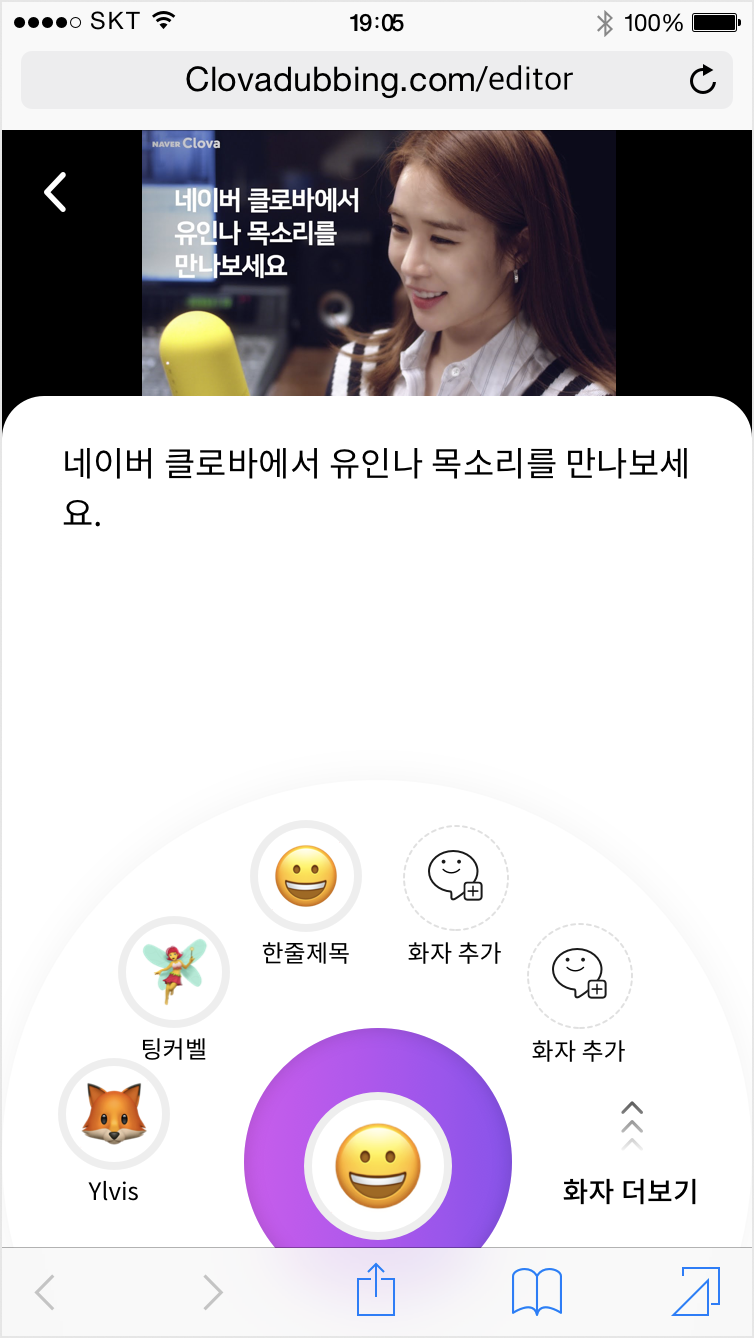 SKT 19:05 100%
Clovadubbing.com/editor
NAVER Clova
네이버 클로바에서
유인나 목소리를
만나보세요
네이버 클로바에서 유인나 목소리를 만나보세
요.
한줄제목
화자 추가
팅커벨
화자 추가
Ylvis
화자 더보기